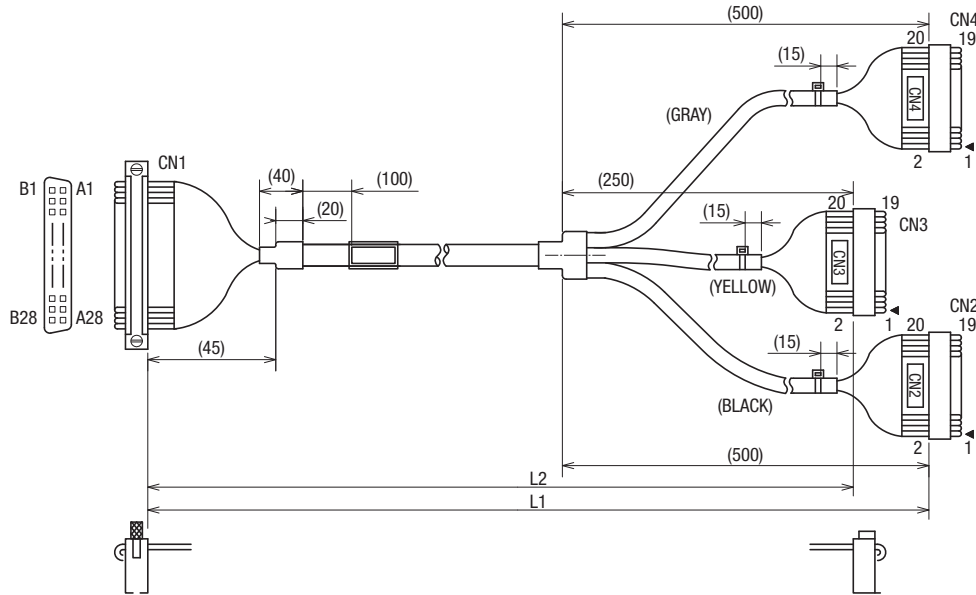 (500)
CN4
20
19
(15)
CN4
(GRAY)
2
1
CN1
B1
A1
(40)
(100)
(20)
(250)
20
19
(15)
CN3
CN3
(YELLOW)
2
1
B28
A28
(45)
CN2
20
19
(15)
CN2
(BLACK)
2
1
(500)
L2
L1